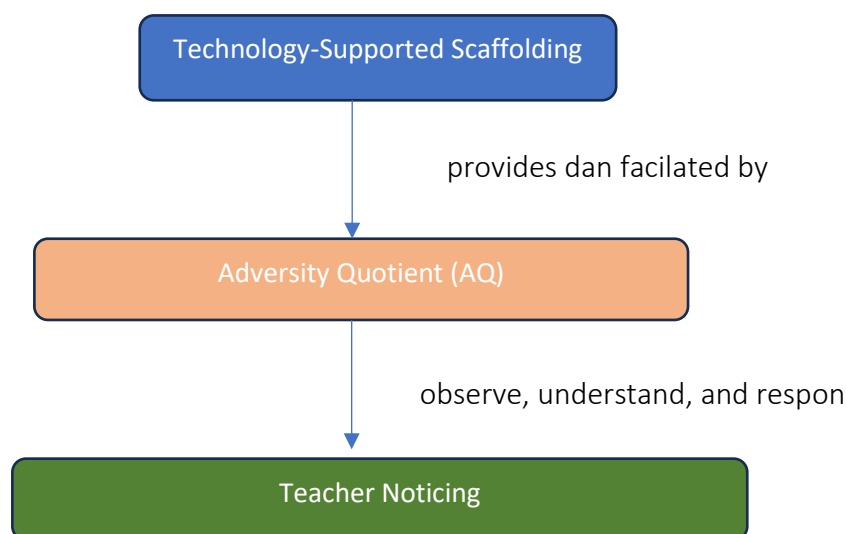 Technology-Supported Scaffolding
provides dan facilated by
Adversity Quotient (AQ)
observe, understand, and respon
Teacher Noticing